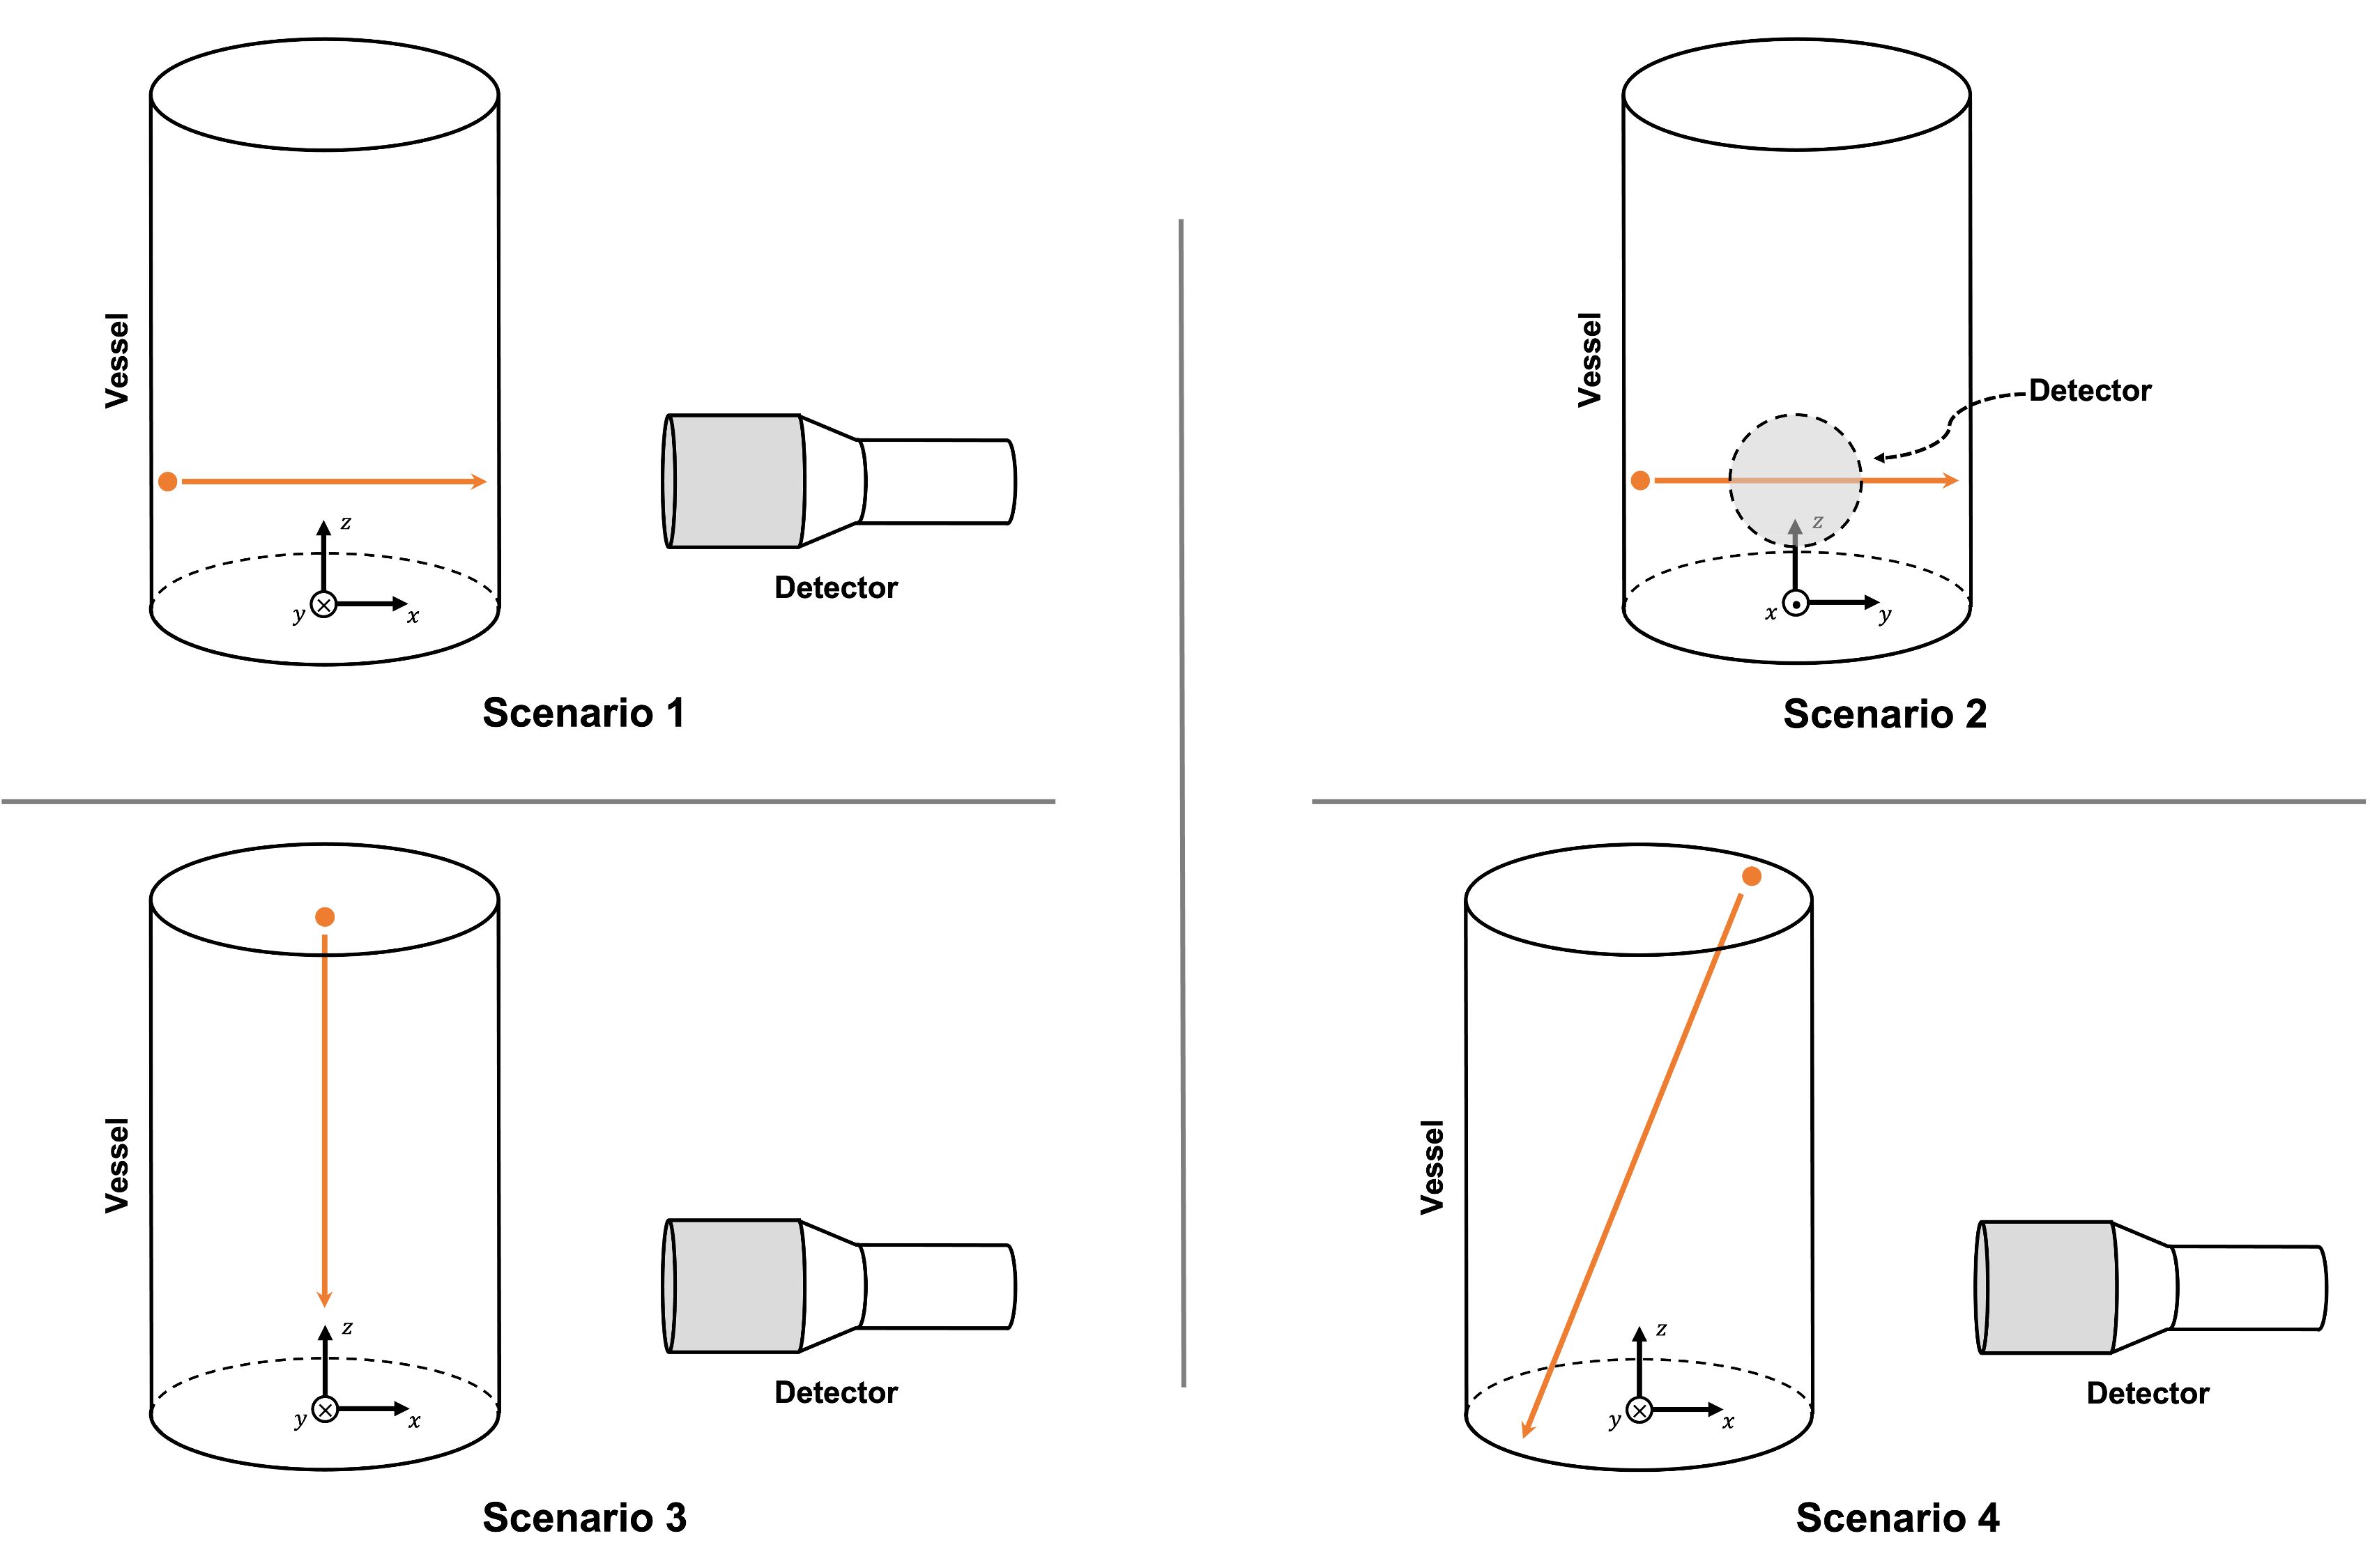 Vessel
z
y
x
Detector
Scenario 1
Vessel
Detector
z
x
y
Scenario 2
Vessel
z
y
x
Detector
Scenario 3
Vessel
z
y
x
Detector
Scenario 4